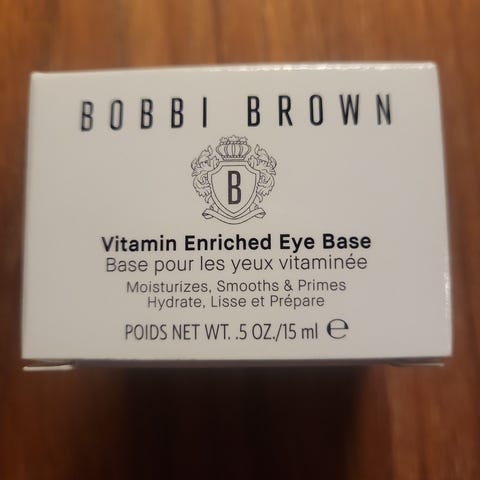 BOBBI BROWN
B
Vitamin Enriched Eye Base
Base pour les yeux vitaminée
Moisturizes, Smooths & Primes
Hydrate, Lisse et Prépare
POIDS NET WT. .5 OZ./15 ml ℮